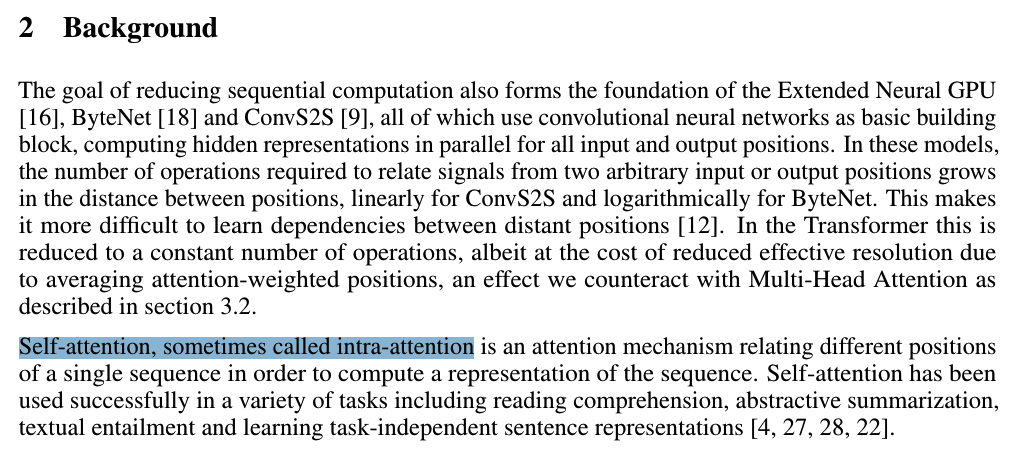 2 Background
The goal of reducing sequential computation also forms the foundation of the Extended Neural GPU
[16], ByteNet [18] and ConvS2S [9], all of which use convolutional neural networks as basic building
block, computing hidden representations in parallel for all input and output positions. In these models,
the number of operations required to relate signals from two arbitrary input or output positions grows
in the distance between positions, linearly for ConvS2S and logarithmically for ByteNet. This makes
it more difficult to learn dependencies between distant positions [12]. In the Transformer this is
reduced to a constant number of operations, albeit at the cost of reduced effective resolution due
to averaging attention-weighted positions, an effect we counteract with Multi-Head Attention as
described in section 3.2.
Self-attention, sometimes called intra-attention is an attention mechanism relating different positions
of a single sequence in order to compute a representation of the sequence. Self-attention has been
used successfully in a variety of tasks including reading comprehension, abstractive summarization,
textual entailment and learning task-independent sentence representations [4, 27, 28, 22].